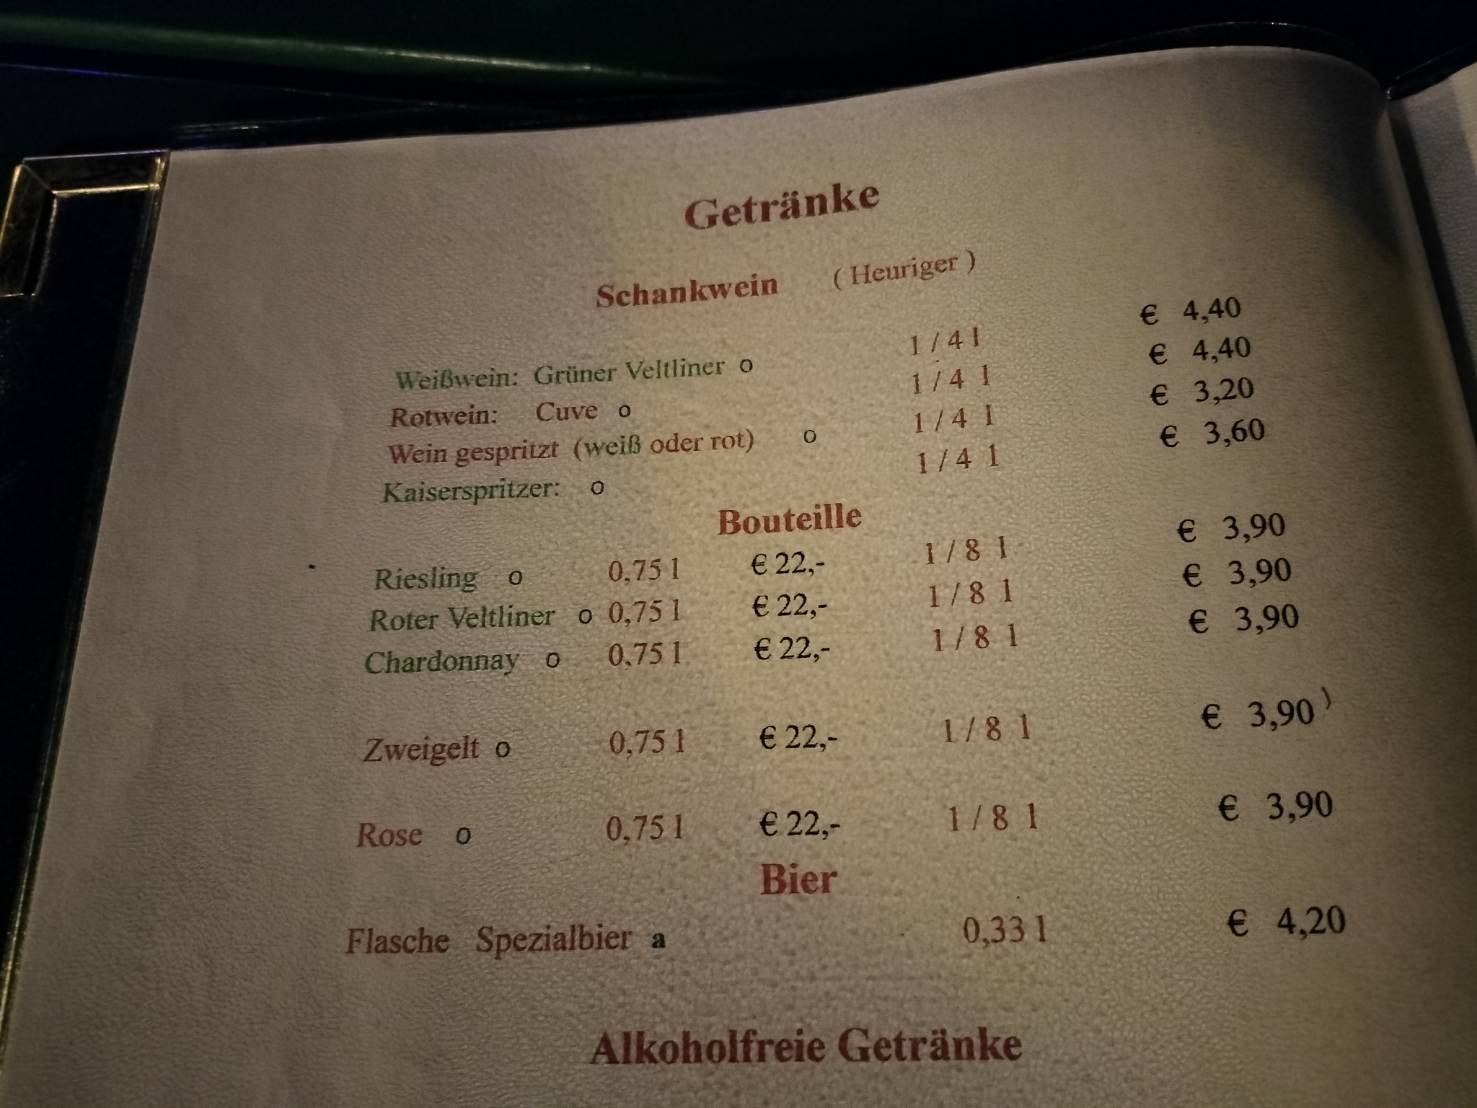 Getränke
Schankwein ( Heuriger )
Weißwein: Grüner Veltliner o 1 / 4 l € 4,40
Rotwein: Cuve o 1 / 4 l € 4,40
Wein gespritzt (weiß oder rot) o 1 / 4 l € 3,20
Kaiserspritzer: o 1 / 4 l € 3,60
Bouteille
Riesling o 0,75 l € 22,- 1 / 8 l € 3,90
Roter Veltliner o 0,75 l € 22,- 1 / 8 l € 3,90
Chardonnay o 0,75 l € 22,- 1 / 8 l € 3,90
Zweigelt o 0,75 l € 22,- 1 / 8 l € 3,90 )
Rose o 0,75 l € 22,- 1 / 8 l € 3,90
Bier
Flasche Spezialbier a 0,33 l € 4,20
Alkoholfreie Getränke